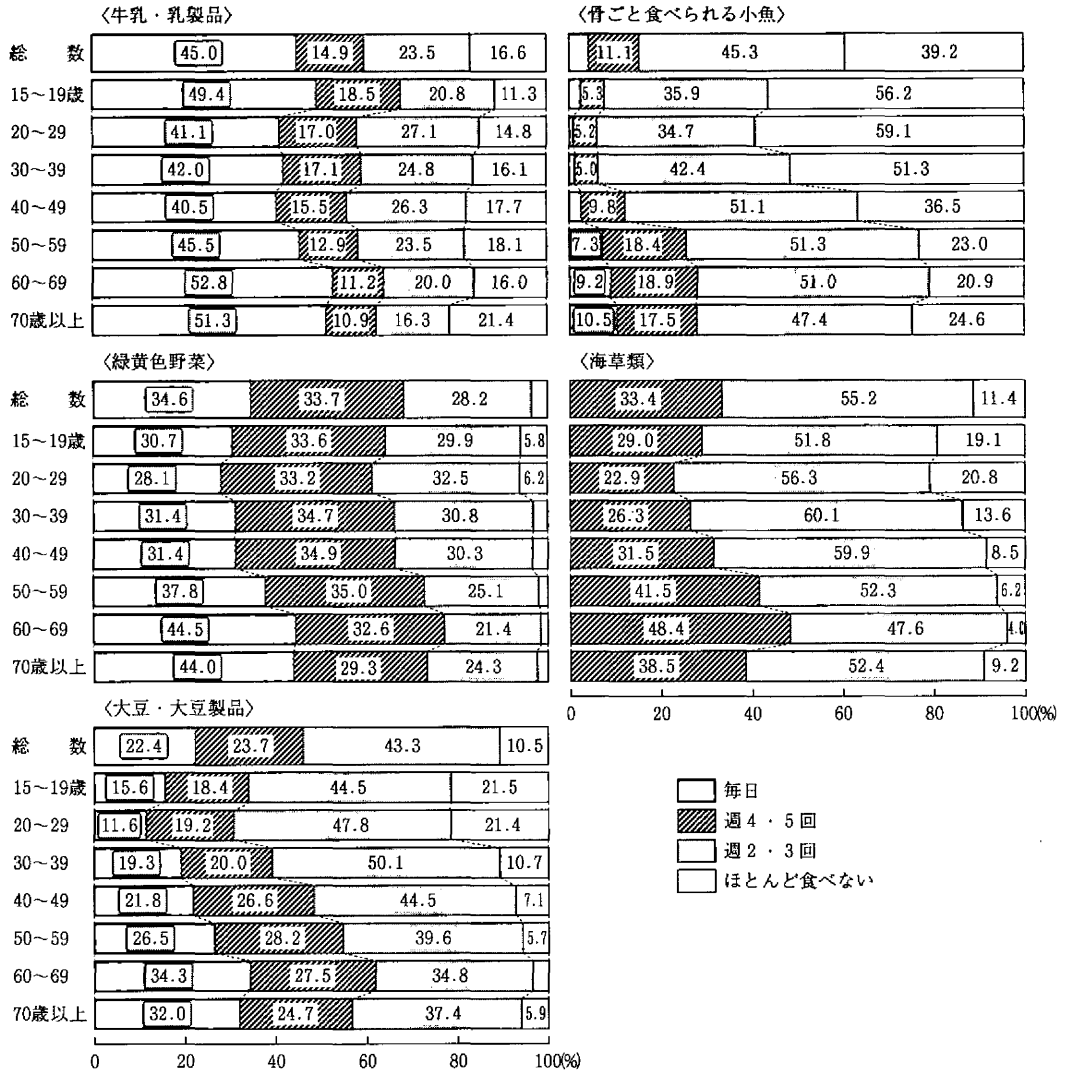 〈牛乳・乳製品〉
総　数 45.0 14.9 23.5 16.6
15～19歳 49.4 18.5 20.8 11.3
20～29 41.1 17.0 27.1 14.8
30～39 42.0 17.1 24.8 16.1
40～49 40.5 15.5 26.3 17.7
50～59 45.5 12.9 23.5 18.1
60～69 52.8 11.2 20.0 16.0
70歳以上 51.3 10.9 16.3 21.4
〈骨ごと食べられる小魚〉
11.1 45.3 39.2
5.3 35.9 56.2
5.2 34.7 59.1
5.0 42.4 51.3
9.8 51.1 36.5
7.3 18.4 51.3 23.0
9.2 18.9 51.0 20.9
10.5 17.5 47.4 24.6
〈緑黄色野菜〉
総　数 34.6 33.7 28.2
15～19歳 30.7 33.6 29.9 5.8
20～29 28.1 33.2 32.5 6.2
30～39 31.4 34.7 30.8
40～49 31.4 34.9 30.3
50～59 37.8 35.0 25.1
60～69 44.5 32.6 21.4
70歳以上 44.0 29.3 24.3
〈海草類〉
33.4 55.2 11.4
29.0 51.8 19.1
22.9 56.3 20.8
26.3 60.1 13.6
31.5 59.9 8.5
41.5 52.3 6.2
48.4 47.6 4.0
38.5 52.4 9.2
0 20 40 60 80 100(%)
〈大豆・大豆製品〉
総　数 22.4 23.7 43.3 10.5
15～19歳 15.6 18.4 44.5 21.5
20～29 11.6 19.2 47.8 21.4
30～39 19.3 20.0 50.1 10.7
40～49 21.8 26.6 44.5 7.1
50～59 26.5 28.2 39.6 5.7
60～69 34.3 27.5 34.8
70歳以上 32.0 24.7 37.4 5.9
0 20 40 60 80 100(%)
毎日
週4・5回
週2・3回
ほとんど食べない